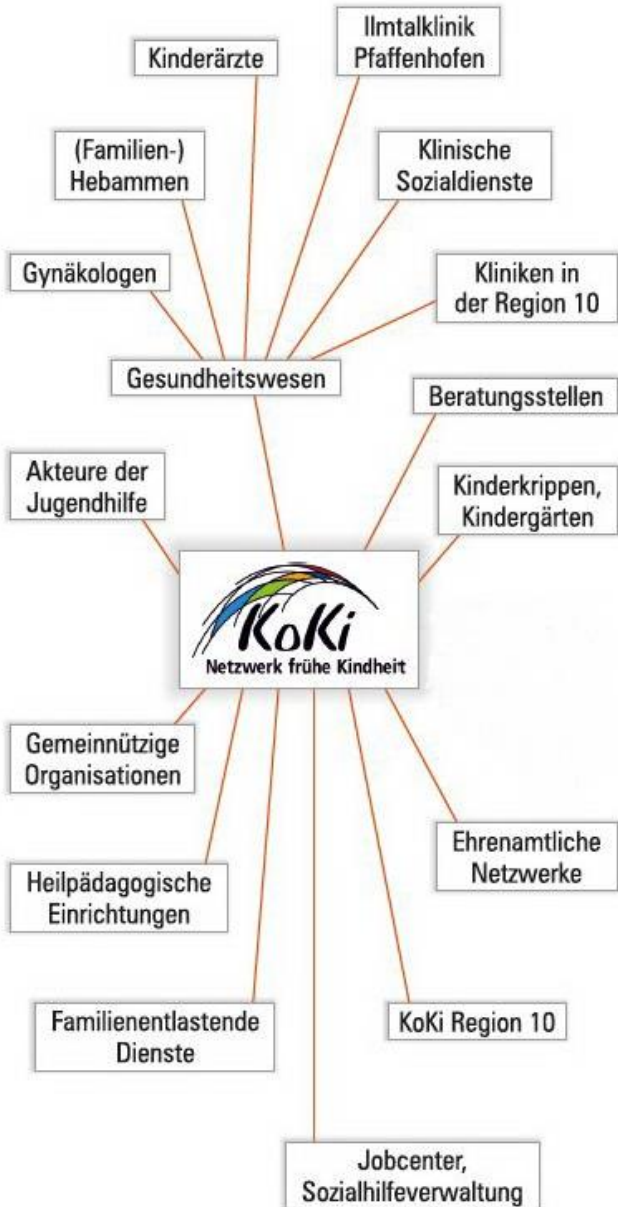 Ilmtalklinik
Pfaffenhofen
Kinderärzte
(Familien-)
Hebammen
Klinische
Sozialdienste
Gynäkologen
Kliniken in
der Region 10
Gesundheitswesen
Beratungsstellen
Akteure der
Jugendhilfe
Kinderkrippen,
Kindergärten
KoKi
Netzwerk frühe Kindheit
Gemeinnützige
Organisationen
Ehrenamtliche
Netzwerke
Heilpädagogische
Einrichtungen
Familienentlastende
Dienste
KoKi Region 10
Jobcenter,
Sozialhilfeverwaltung